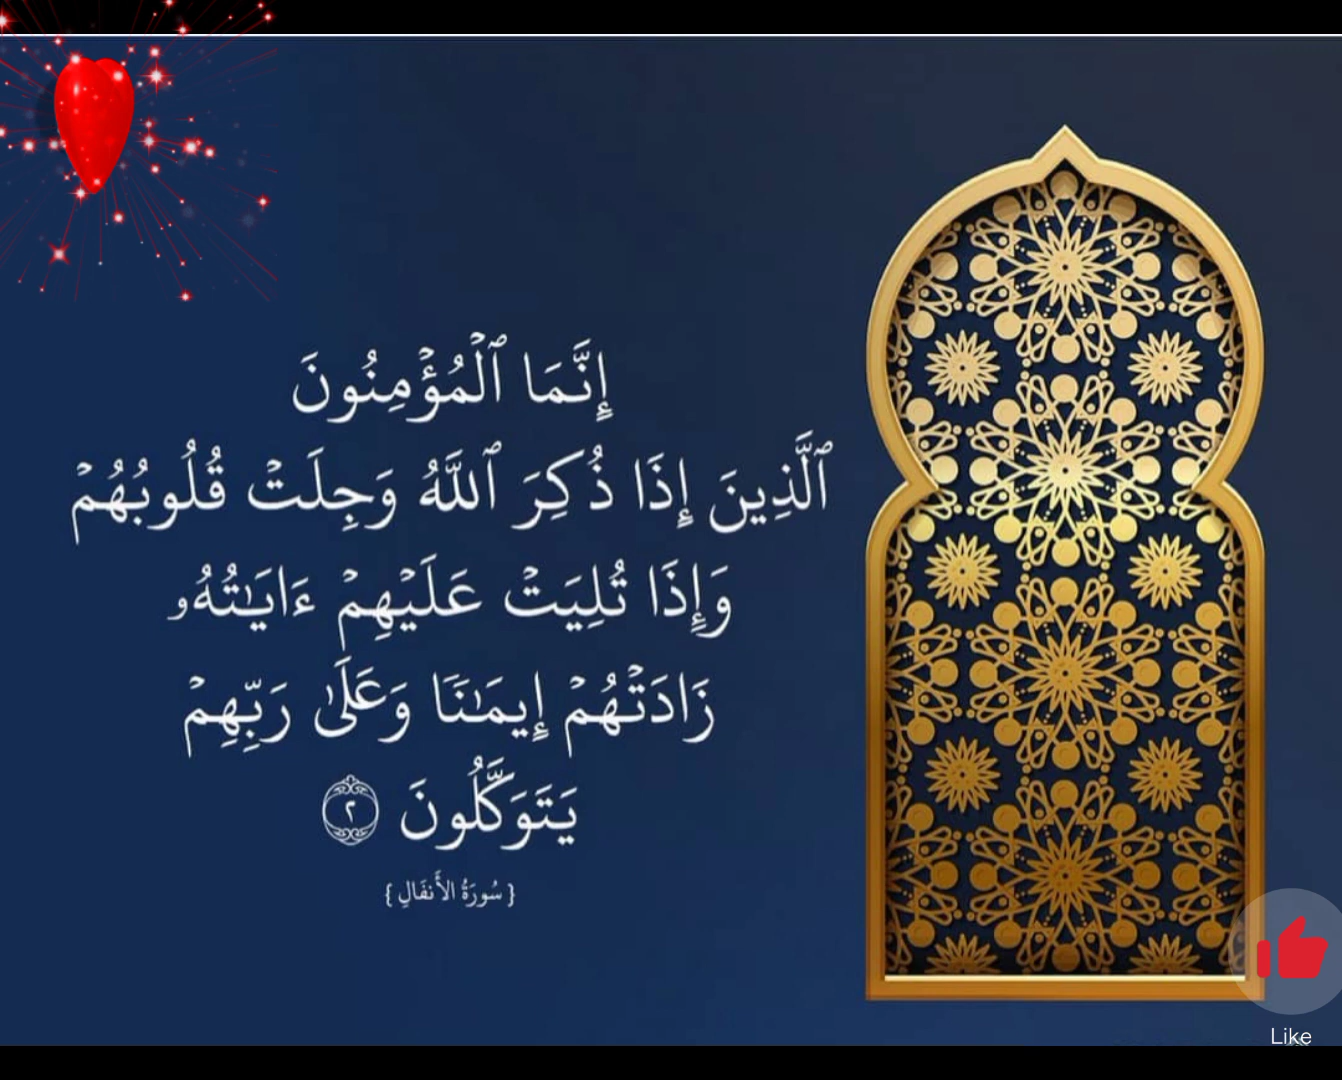 إِنَّمَا ٱلْمُؤْمِنُونَ
ٱلَّذِينَ إِذَا ذُكِرَ ٱللَّهُ وَجِلَتْ قُلُوبُهُمْ
وَإِذَا تُلِيَتْ عَلَيْهِمْ ءَايَـٰتُهُۥ
زَادَتْهُمْ إِيمَـٰنًا وَعَلَىٰ رَبِّهِمْ
يَتَوَكَّلُونَ ٢
{ سُورَةُ الأَنفَالِ }
Like